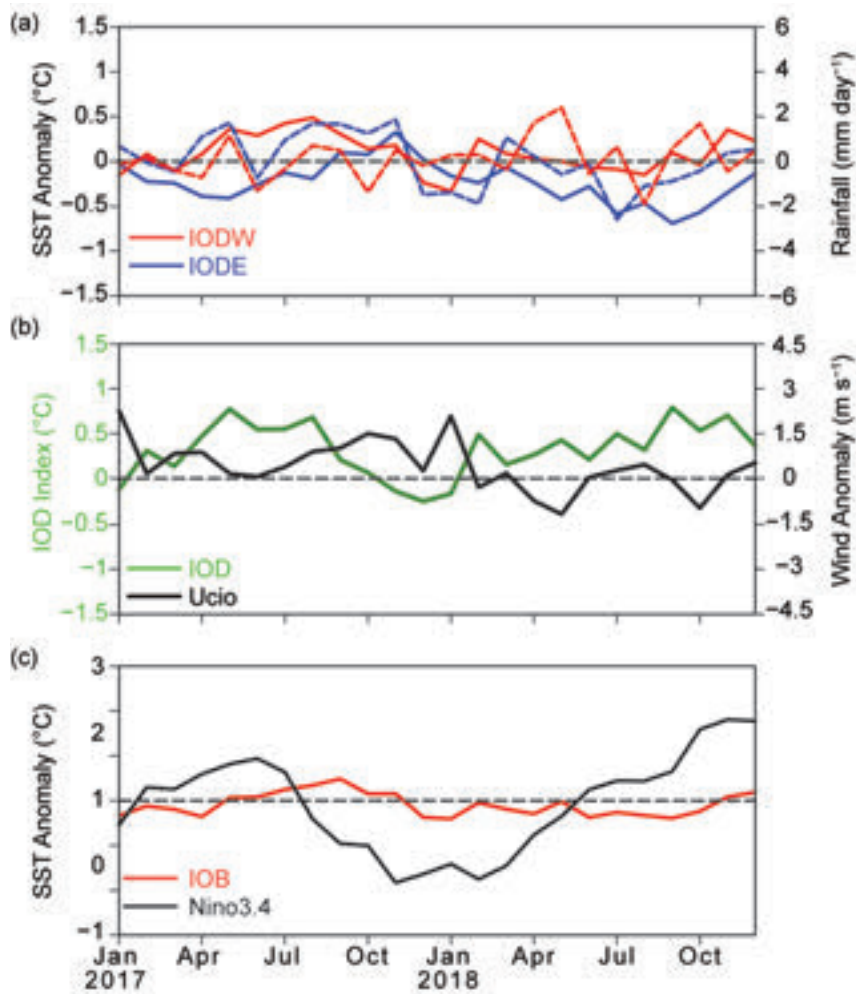 (a)
1.5
1
0.5
0
−0.5
−1
−1.5
SST Anomaly (°C)
6
4
2
0
−2
−4
−6
Rainfall (mm day⁻¹)
IODW
IODE
(b)
1.5
1
0.5
0
−0.5
−1
−1.5
IOD Index (°C)
4.5
3
1.5
0
−1.5
−3
−4.5
Wind Anomaly (m s⁻¹)
IOD
Ucio
(c)
3
2
1
0
−1
SST Anomaly (°C)
IOB
Nino3.4
Jan Apr Jul Oct Jan Apr Jul Oct
2017 2018